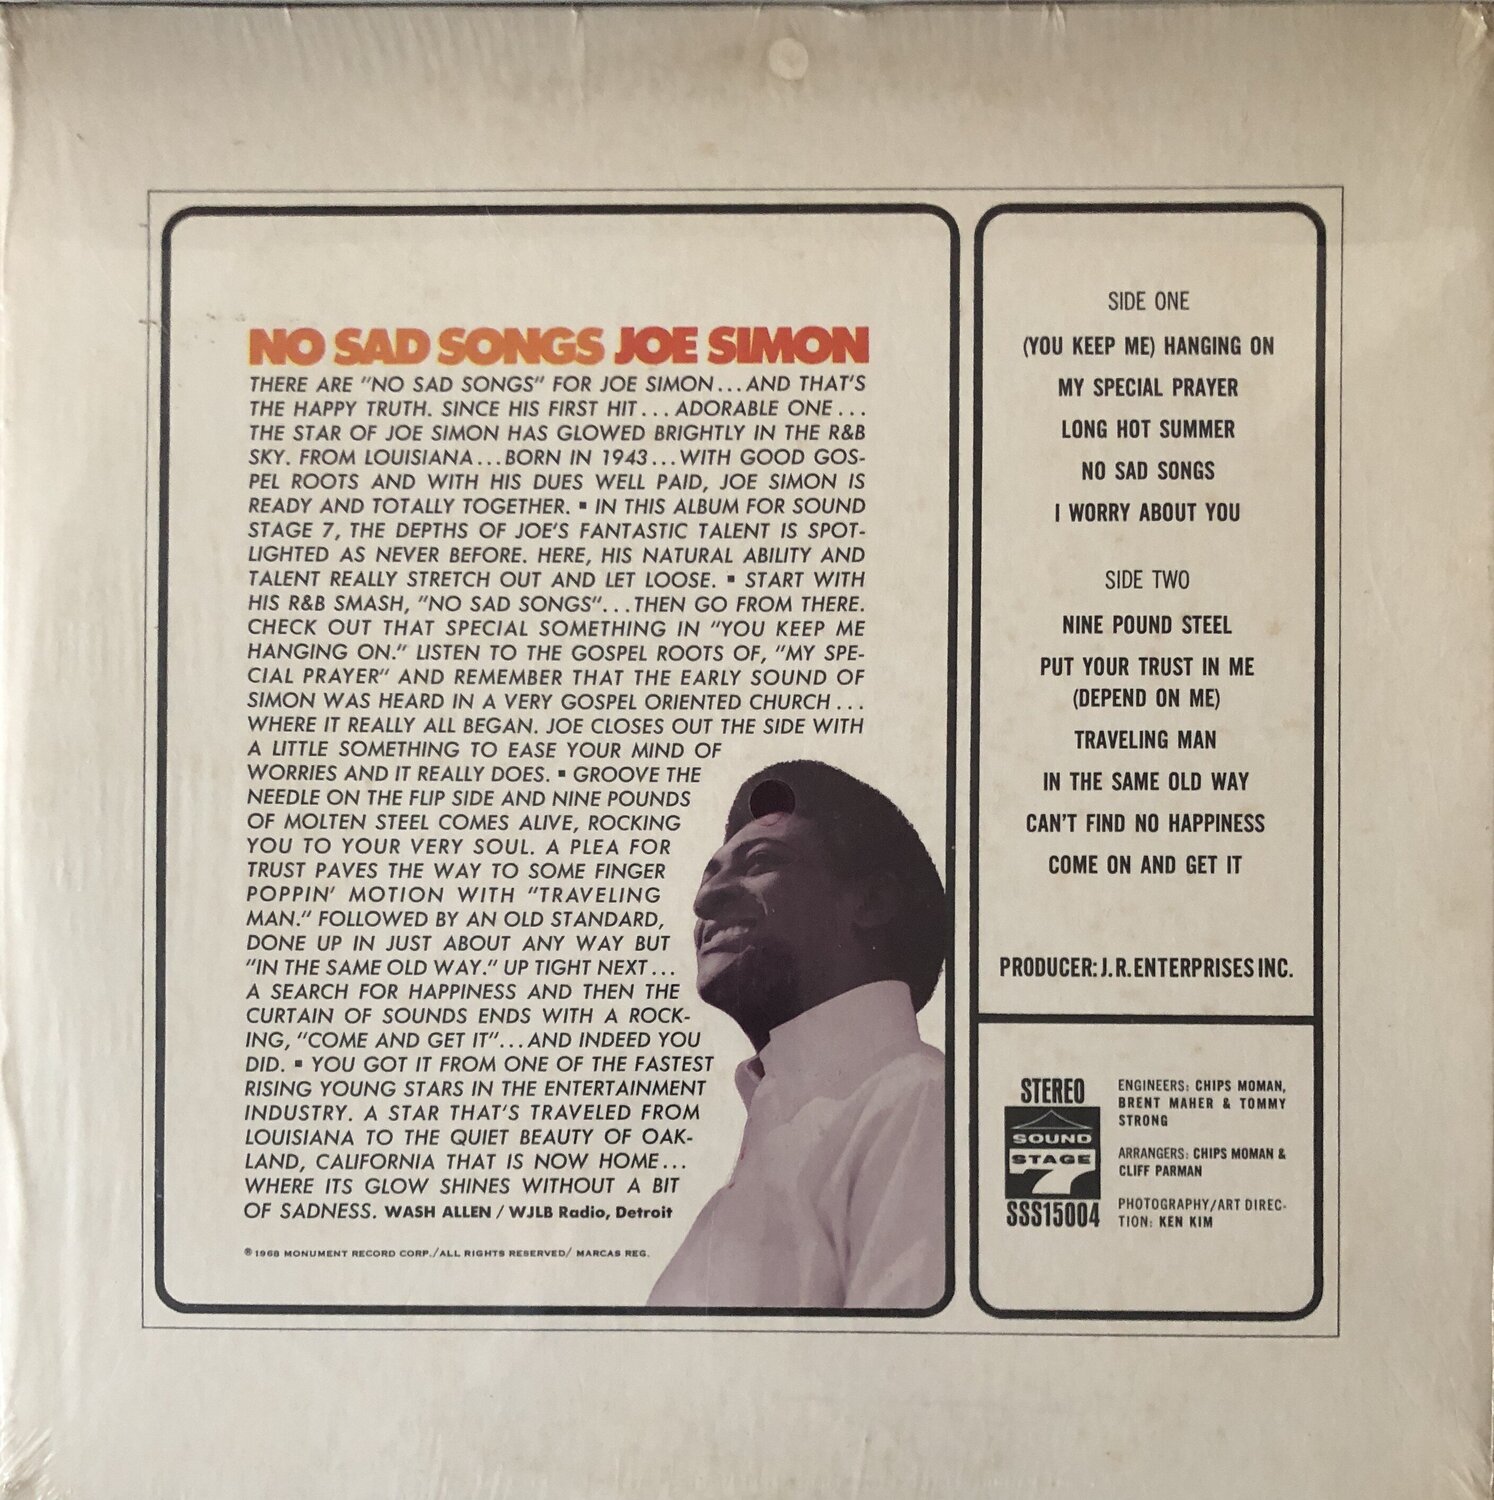 NO SAD SONGS JOE SIMON
THERE ARE "NO SAD SONGS" FOR JOE SIMON...AND THAT'S
THE HAPPY TRUTH. SINCE HIS FIRST HIT...ADORABLE ONE...
THE STAR OF JOE SIMON HAS GLOWED BRIGHTLY IN THE R&B
SKY. FROM LOUISIANA...BORN IN 1943...WITH GOOD GOS-
PEL ROOTS AND WITH HIS DUES WELL PAID, JOE SIMON IS
READY AND TOTALLY TOGETHER. ▪ IN THIS ALBUM FOR SOUND
STAGE 7, THE DEPTHS OF JOE'S FANTASTIC TALENT IS SPOT-
LIGHTED AS NEVER BEFORE. HERE, HIS NATURAL ABILITY AND
TALENT REALLY STRETCH OUT AND LET LOOSE. ▪ START WITH
HIS R&B SMASH, "NO SAD SONGS"...THEN GO FROM THERE.
CHECK OUT THAT SPECIAL SOMETHING IN "YOU KEEP ME
HANGING ON." LISTEN TO THE GOSPEL ROOTS OF, "MY SPE-
CIAL PRAYER" AND REMEMBER THAT THE EARLY SOUND OF
SIMON WAS HEARD IN A VERY GOSPEL ORIENTED CHURCH...
WHERE IT REALLY ALL BEGAN. JOE CLOSES OUT THE SIDE WITH
A LITTLE SOMETHING TO EASE YOUR MIND OF
WORRIES AND IT REALLY DOES. ▪ GROOVE THE
NEEDLE ON THE FLIP SIDE AND NINE POUNDS
OF MOLTEN STEEL COMES ALIVE, ROCKING
YOU TO YOUR VERY SOUL. A PLEA FOR
TRUST PAVES THE WAY TO SOME FINGER
POPPIN' MOTION WITH "TRAVELING
MAN." FOLLOWED BY AN OLD STANDARD,
DONE UP IN JUST ABOUT ANY WAY BUT
"IN THE SAME OLD WAY." UP TIGHT NEXT...
A SEARCH FOR HAPPINESS AND THEN THE
CURTAIN OF SOUNDS ENDS WITH A ROCK-
ING, "COME AND GET IT"...AND INDEED YOU
DID. ▪ YOU GOT IT FROM ONE OF THE FASTEST
RISING YOUNG STARS IN THE ENTERTAINMENT
INDUSTRY. A STAR THAT'S TRAVELED FROM
LOUISIANA TO THE QUIET BEAUTY OF OAK-
LAND, CALIFORNIA THAT IS NOW HOME...
WHERE ITS GLOW SHINES WITHOUT A BIT
OF SADNESS. WASH ALLEN / WJLB Radio, Detroit
® 1968 MONUMENT RECORD CORP./ALL RIGHTS RESERVED/ MARCAS REG.
SIDE ONE
(YOU KEEP ME) HANGING ON
MY SPECIAL PRAYER
LONG HOT SUMMER
NO SAD SONGS
I WORRY ABOUT YOU
SIDE TWO
NINE POUND STEEL
PUT YOUR TRUST IN ME
(DEPEND ON ME)
TRAVELING MAN
IN THE SAME OLD WAY
CAN'T FIND NO HAPPINESS
COME ON AND GET IT
PRODUCER: J.R. ENTERPRISES INC.
STEREO
SOUND
STAGE
7
SSS15004
ENGINEERS: CHIPS MOMAN,
BRENT MAHER & TOMMY
STRONG
ARRANGERS: CHIPS MOMAN &
CLIFF PARMAN
PHOTOGRAPHY/ART DIREC-
TION: KEN KIM